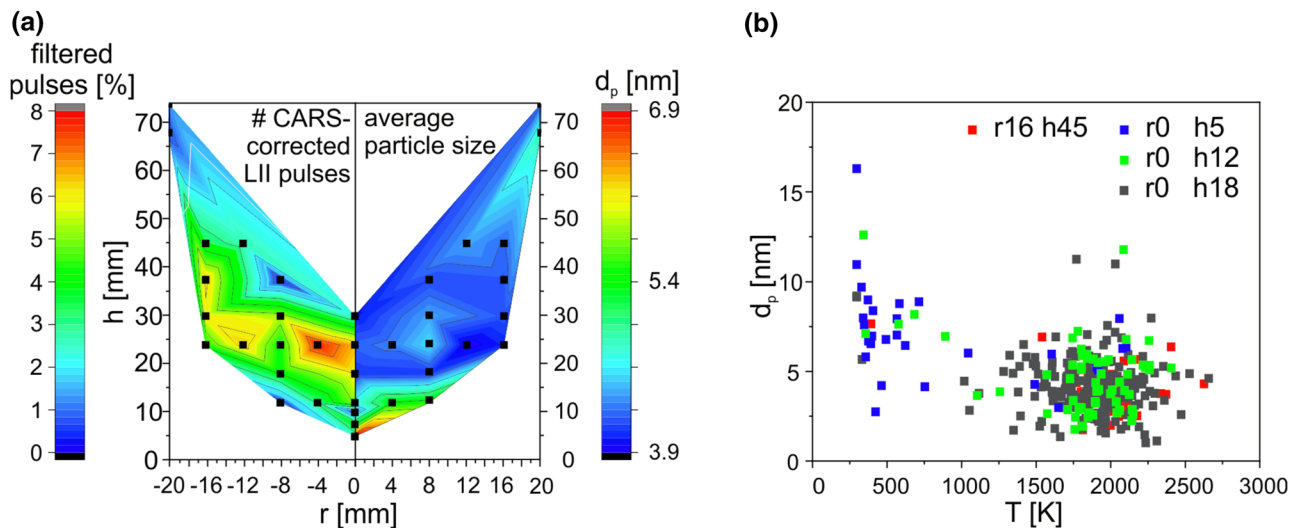 (a)
filtered
pulses [%]
8
7
6
5
4
3
2
1
0
# CARS-
corrected
LII pulses
average
particle size
h [mm]
70
60
50
40
30
20
10
0
70
60
50
40
30
20
10
0
-20 -16 -12 -8 -4 0 4 8 12 16 20
r [mm]
d_p [nm]
6.9
5.4
3.9
(b)
d_p [nm]
20
15
10
5
0
r16 h45
r0 h5
r0 h12
r0 h18
0 500 1000 1500 2000 2500 3000
T [K]